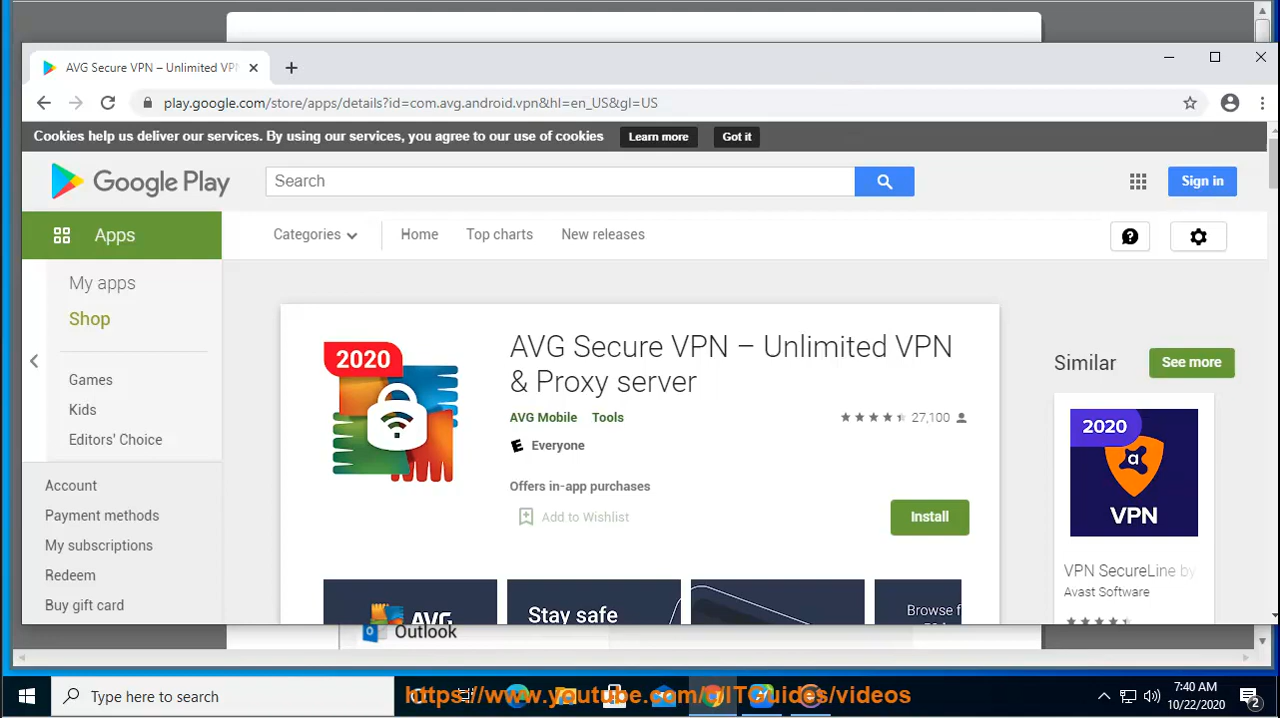 AVG Secure VPN – Unlimited VPN
play.google.com/store/apps/details?id=com.avg.android.vpn&hl=en_US&gl=US
Cookies help us deliver our services. By using our services, you agree to our use of cookies
Learn more
Got it
Google Play
Search
Sign in
Apps
Categories
Home
Top charts
New releases
My apps
Shop
Games
Kids
Editors' Choice
Account
Payment methods
My subscriptions
Redeem
Buy gift card
2020
AVG Secure VPN – Unlimited VPN
& Proxy server
AVG Mobile Tools
27,100
E Everyone
Offers in-app purchases
Add to Wishlist
Install
AVG
Stay safe
Browse f
Similar
See more
2020
VPN
VPN SecureLine by
Avast Software
Outlook
Type here to search
https://www.youtube.com/c/ITGuides/videos
7:40 AM
10/22/2020
2